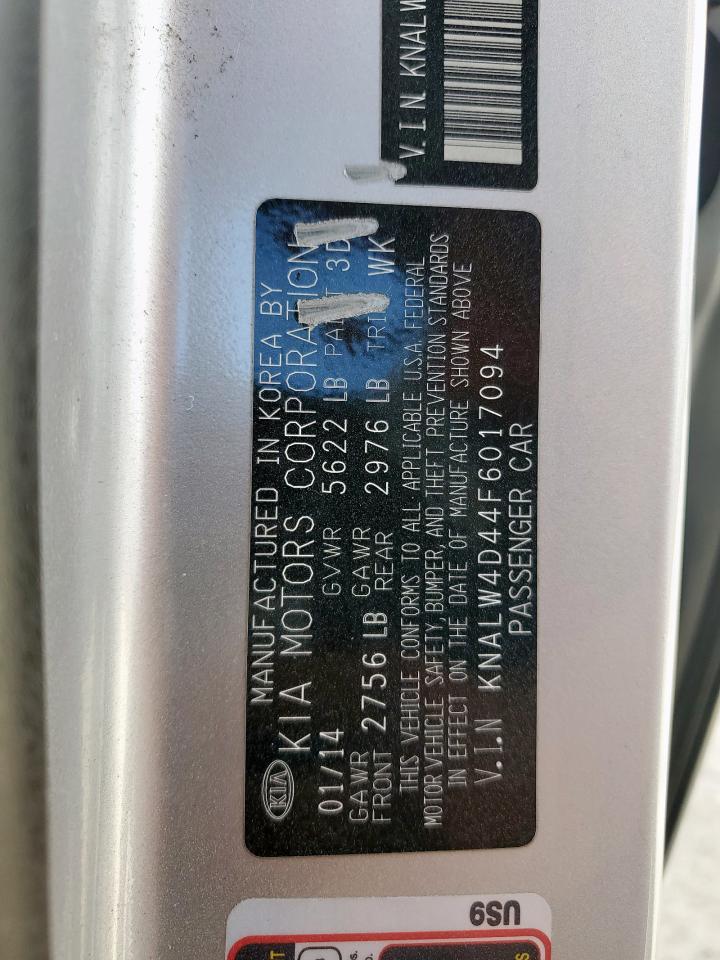 MANUFACTURED IN KOREA BY
KIA KIA MOTORS CORPORATION
01/14 GVWR 5622 LB PAINT 3D
GAWR FRONT 2756 LB GAWR REAR 2976 LB TRIM WK
THIS VEHICLE CONFORMS TO ALL APPLICABLE U.S.A. FEDERAL
MOTOR VEHICLE SAFETY, BUMPER, AND THEFT PREVENTION STANDARDS
IN EFFECT ON THE DATE OF MANUFACTURE SHOWN ABOVE
V.I.N KNALW4D44F6017094
PASSENGER CAR
V.I.N. KNALW
US9